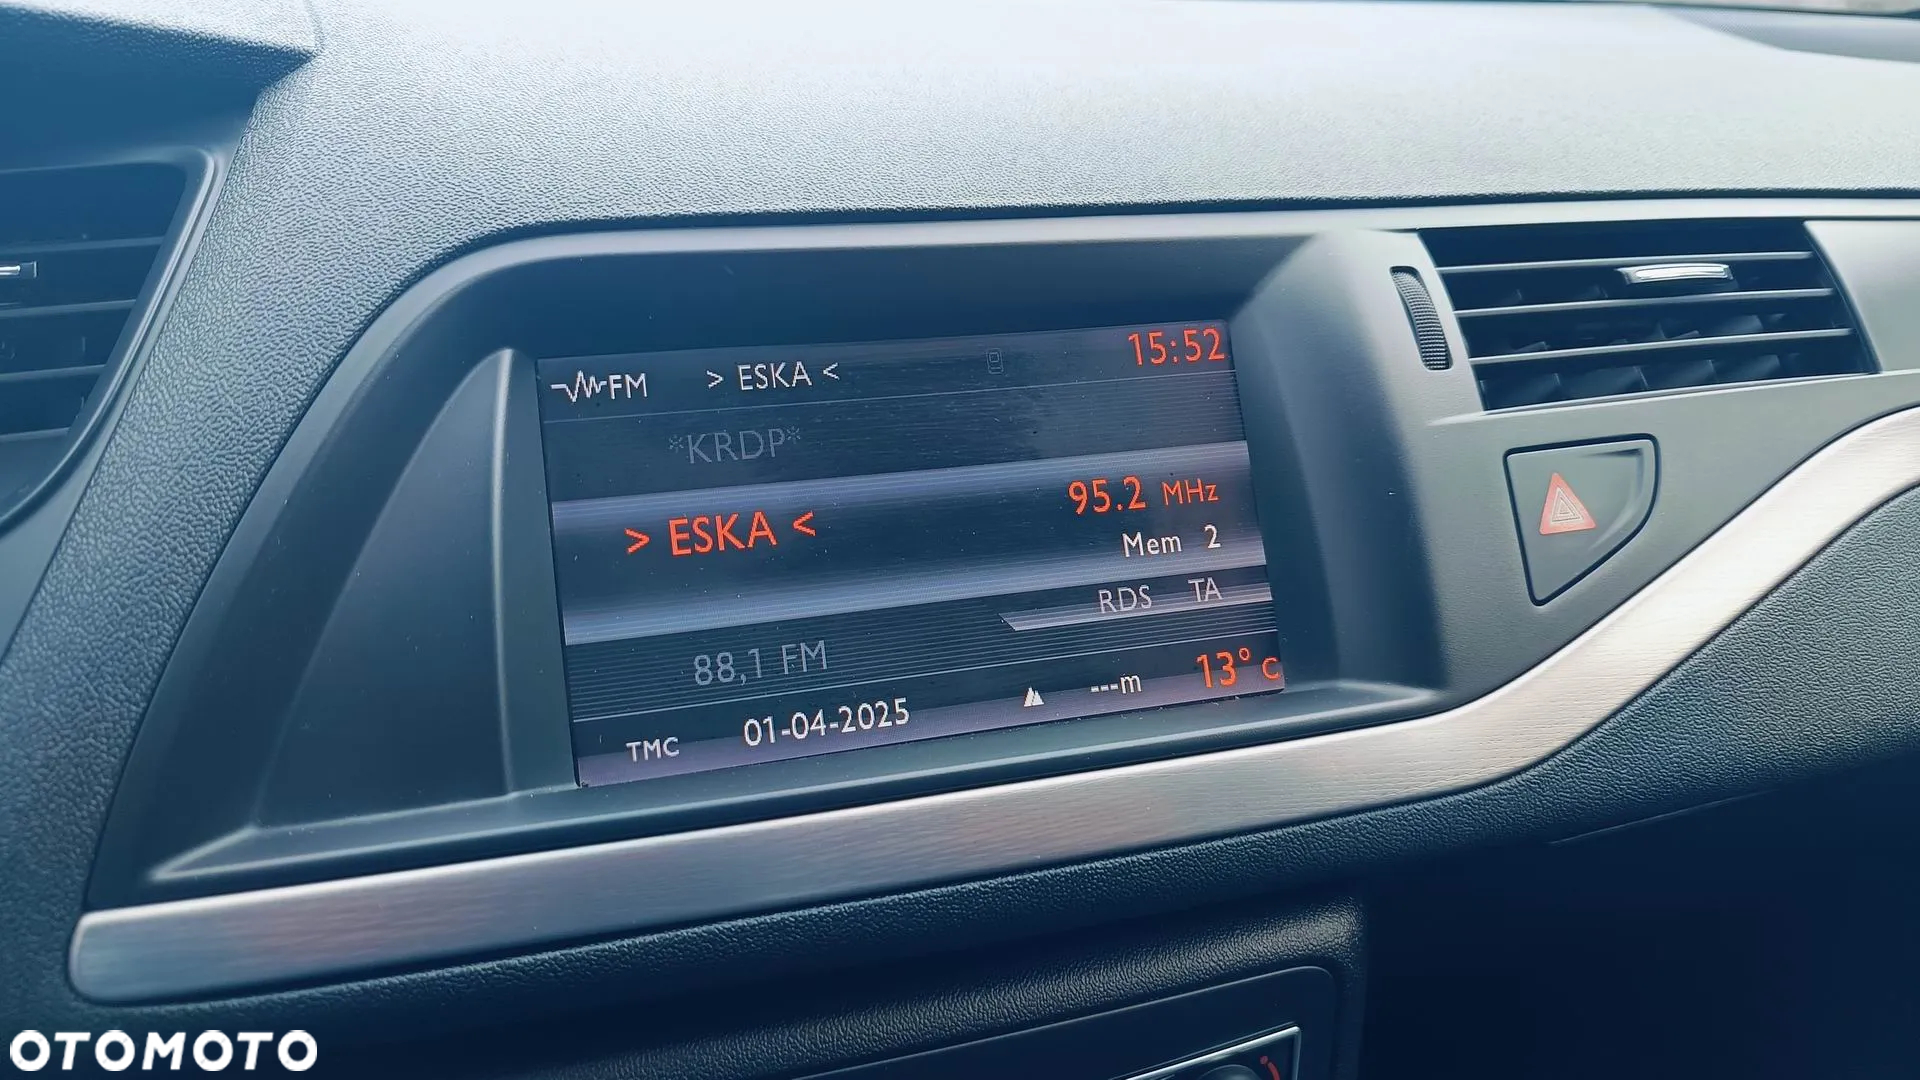 FM > ESKA < 15:52
*KRDP*
> ESKA < 95.2 MHz
Mem 2
RDS TA
88,1 FM
TMC 01-04-2025 ---m 13° C
OTOMOTO